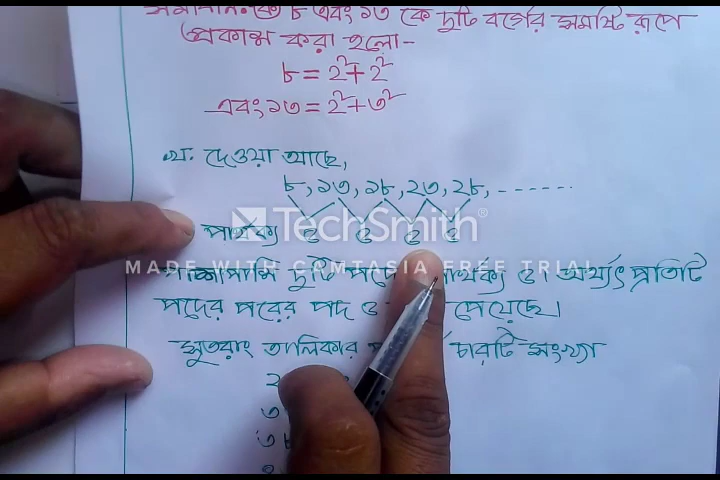 সমাধান: ক ৮ এবং ১৩ কে দুটি বর্গের সমষ্টি রূপে
প্রকাশ করা হলো-
৮ = ২²+ ২²
এবং ১৩ = ২²+ ৩²
খ. দেওয়া আছে,
৮, ১৩, ১৮, ২৩, ২৮, - - - - - -
পার্থক্য ৫ ৫ ৫ ৫
TechSmith®
MADE WITH CAMTASIA FREE TRIAL
পাশাপাশি দুটি পদের পার্থক্য ৫। অর্থাৎ প্রতিটি
পদের পরের পদ ৫ পেয়েছে।
সুতরাং তালিকার চারটি সংখ্যা